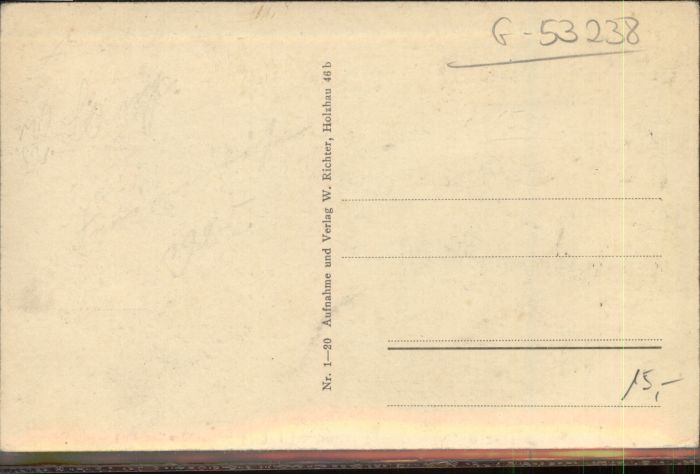 G-53238
Nr. 1—20 Aufnahme und Verlag W. Richter, Holzhau 46 b
15,-